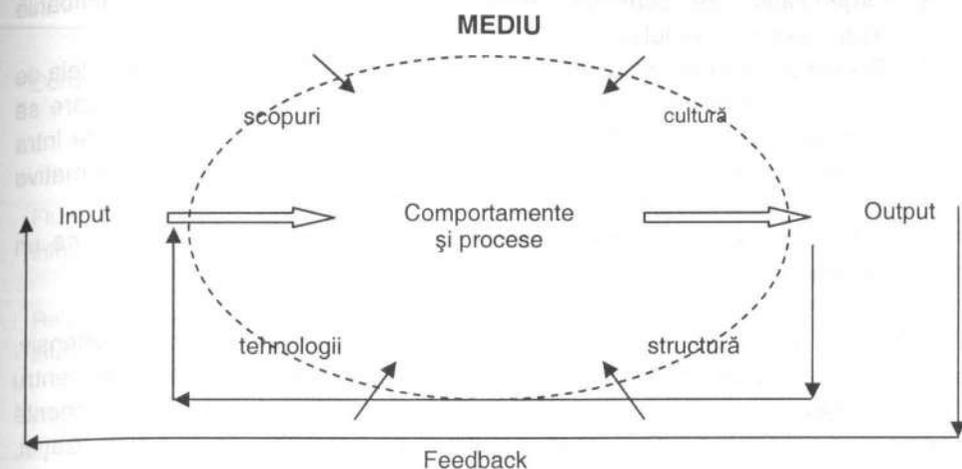 MEDIU
scopuri
cultură
Input
Comportamente
şi procese
Output
tehnologii
structură
Feedback